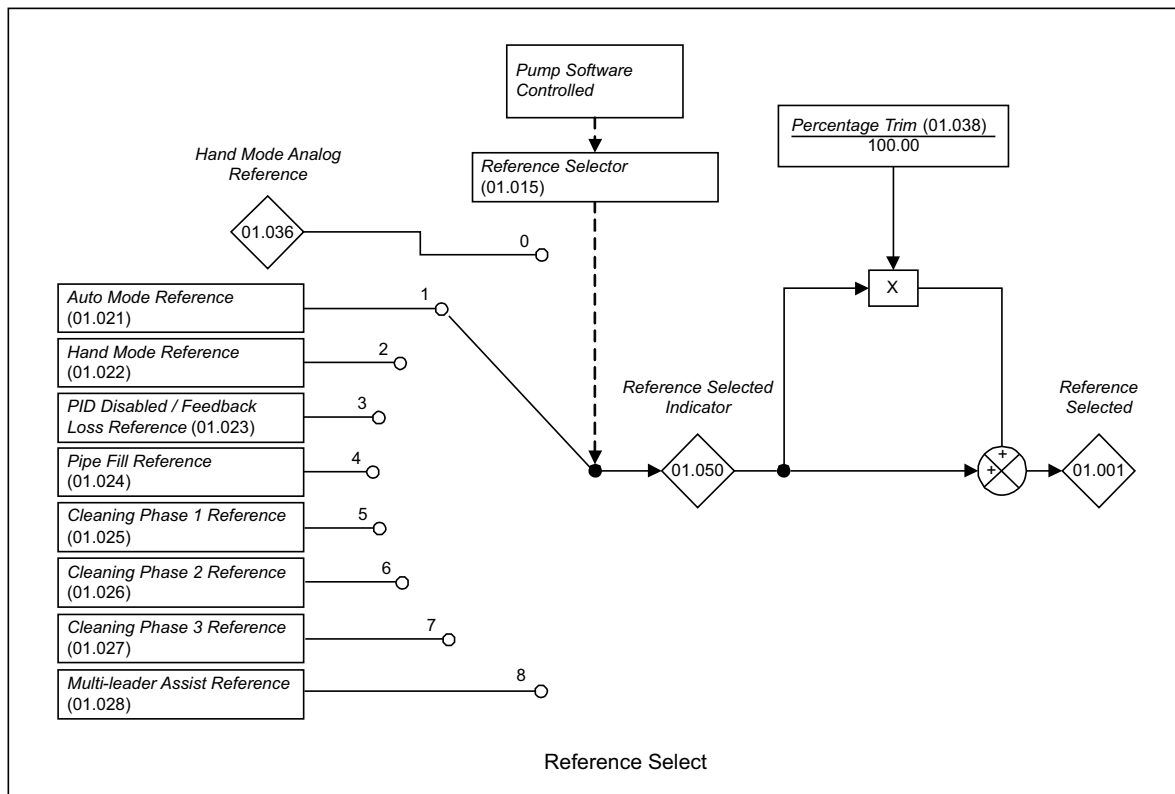 Pump Software
Controlled
Percentage Trim (01.038)
100.00
Hand Mode Analog
Reference
Reference Selector
(01.015)
01.036
0
X
Auto Mode Reference
(01.021)
1
Hand Mode Reference
(01.022)
2
PID Disabled / Feedback
Loss Reference (01.023)
3
Reference Selected
Indicator
Reference
Selected
Pipe Fill Reference
(01.024)
4
01.050
+
+
01.001
Cleaning Phase 1 Reference
(01.025)
5
Cleaning Phase 2 Reference
(01.026)
6
Cleaning Phase 3 Reference
(01.027)
7
Multi-leader Assist Reference
(01.028)
8
Reference Select